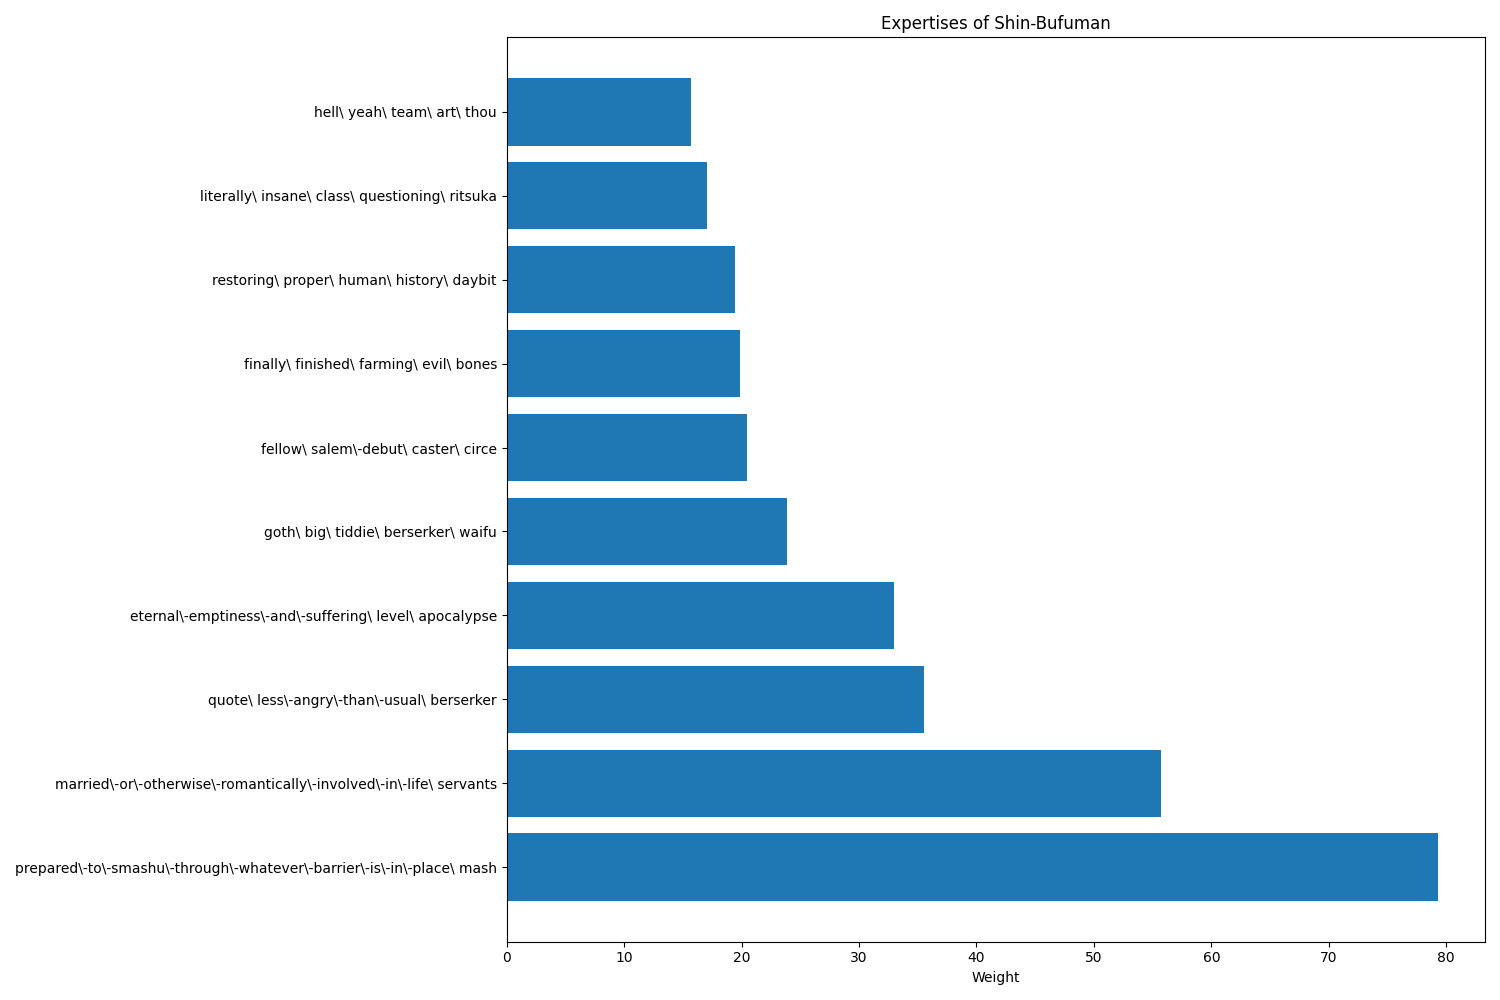 Expertises of Shin-Bufuman
hell\ yeah\ team\ art\ thou
literally\ insane\ class\ questioning\ ritsuka
restoring\ proper\ human\ history\ daybit
finally\ finished\ farming\ evil\ bones
fellow\ salem\-debut\ caster\ circe
goth\ big\ tiddie\ berserker\ waifu
eternal\-emptiness\-and\-suffering\ level\ apocalypse
quote\ less\-angry\-than\-usual\ berserker
married\-or\-otherwise\-romantically\-involved\-in\-life\ servants
prepared\-to\-smashu\-through\-whatever\-barrier\-is\-in\-place\ mash
0 10 20 30 40 50 60 70 80
Weight